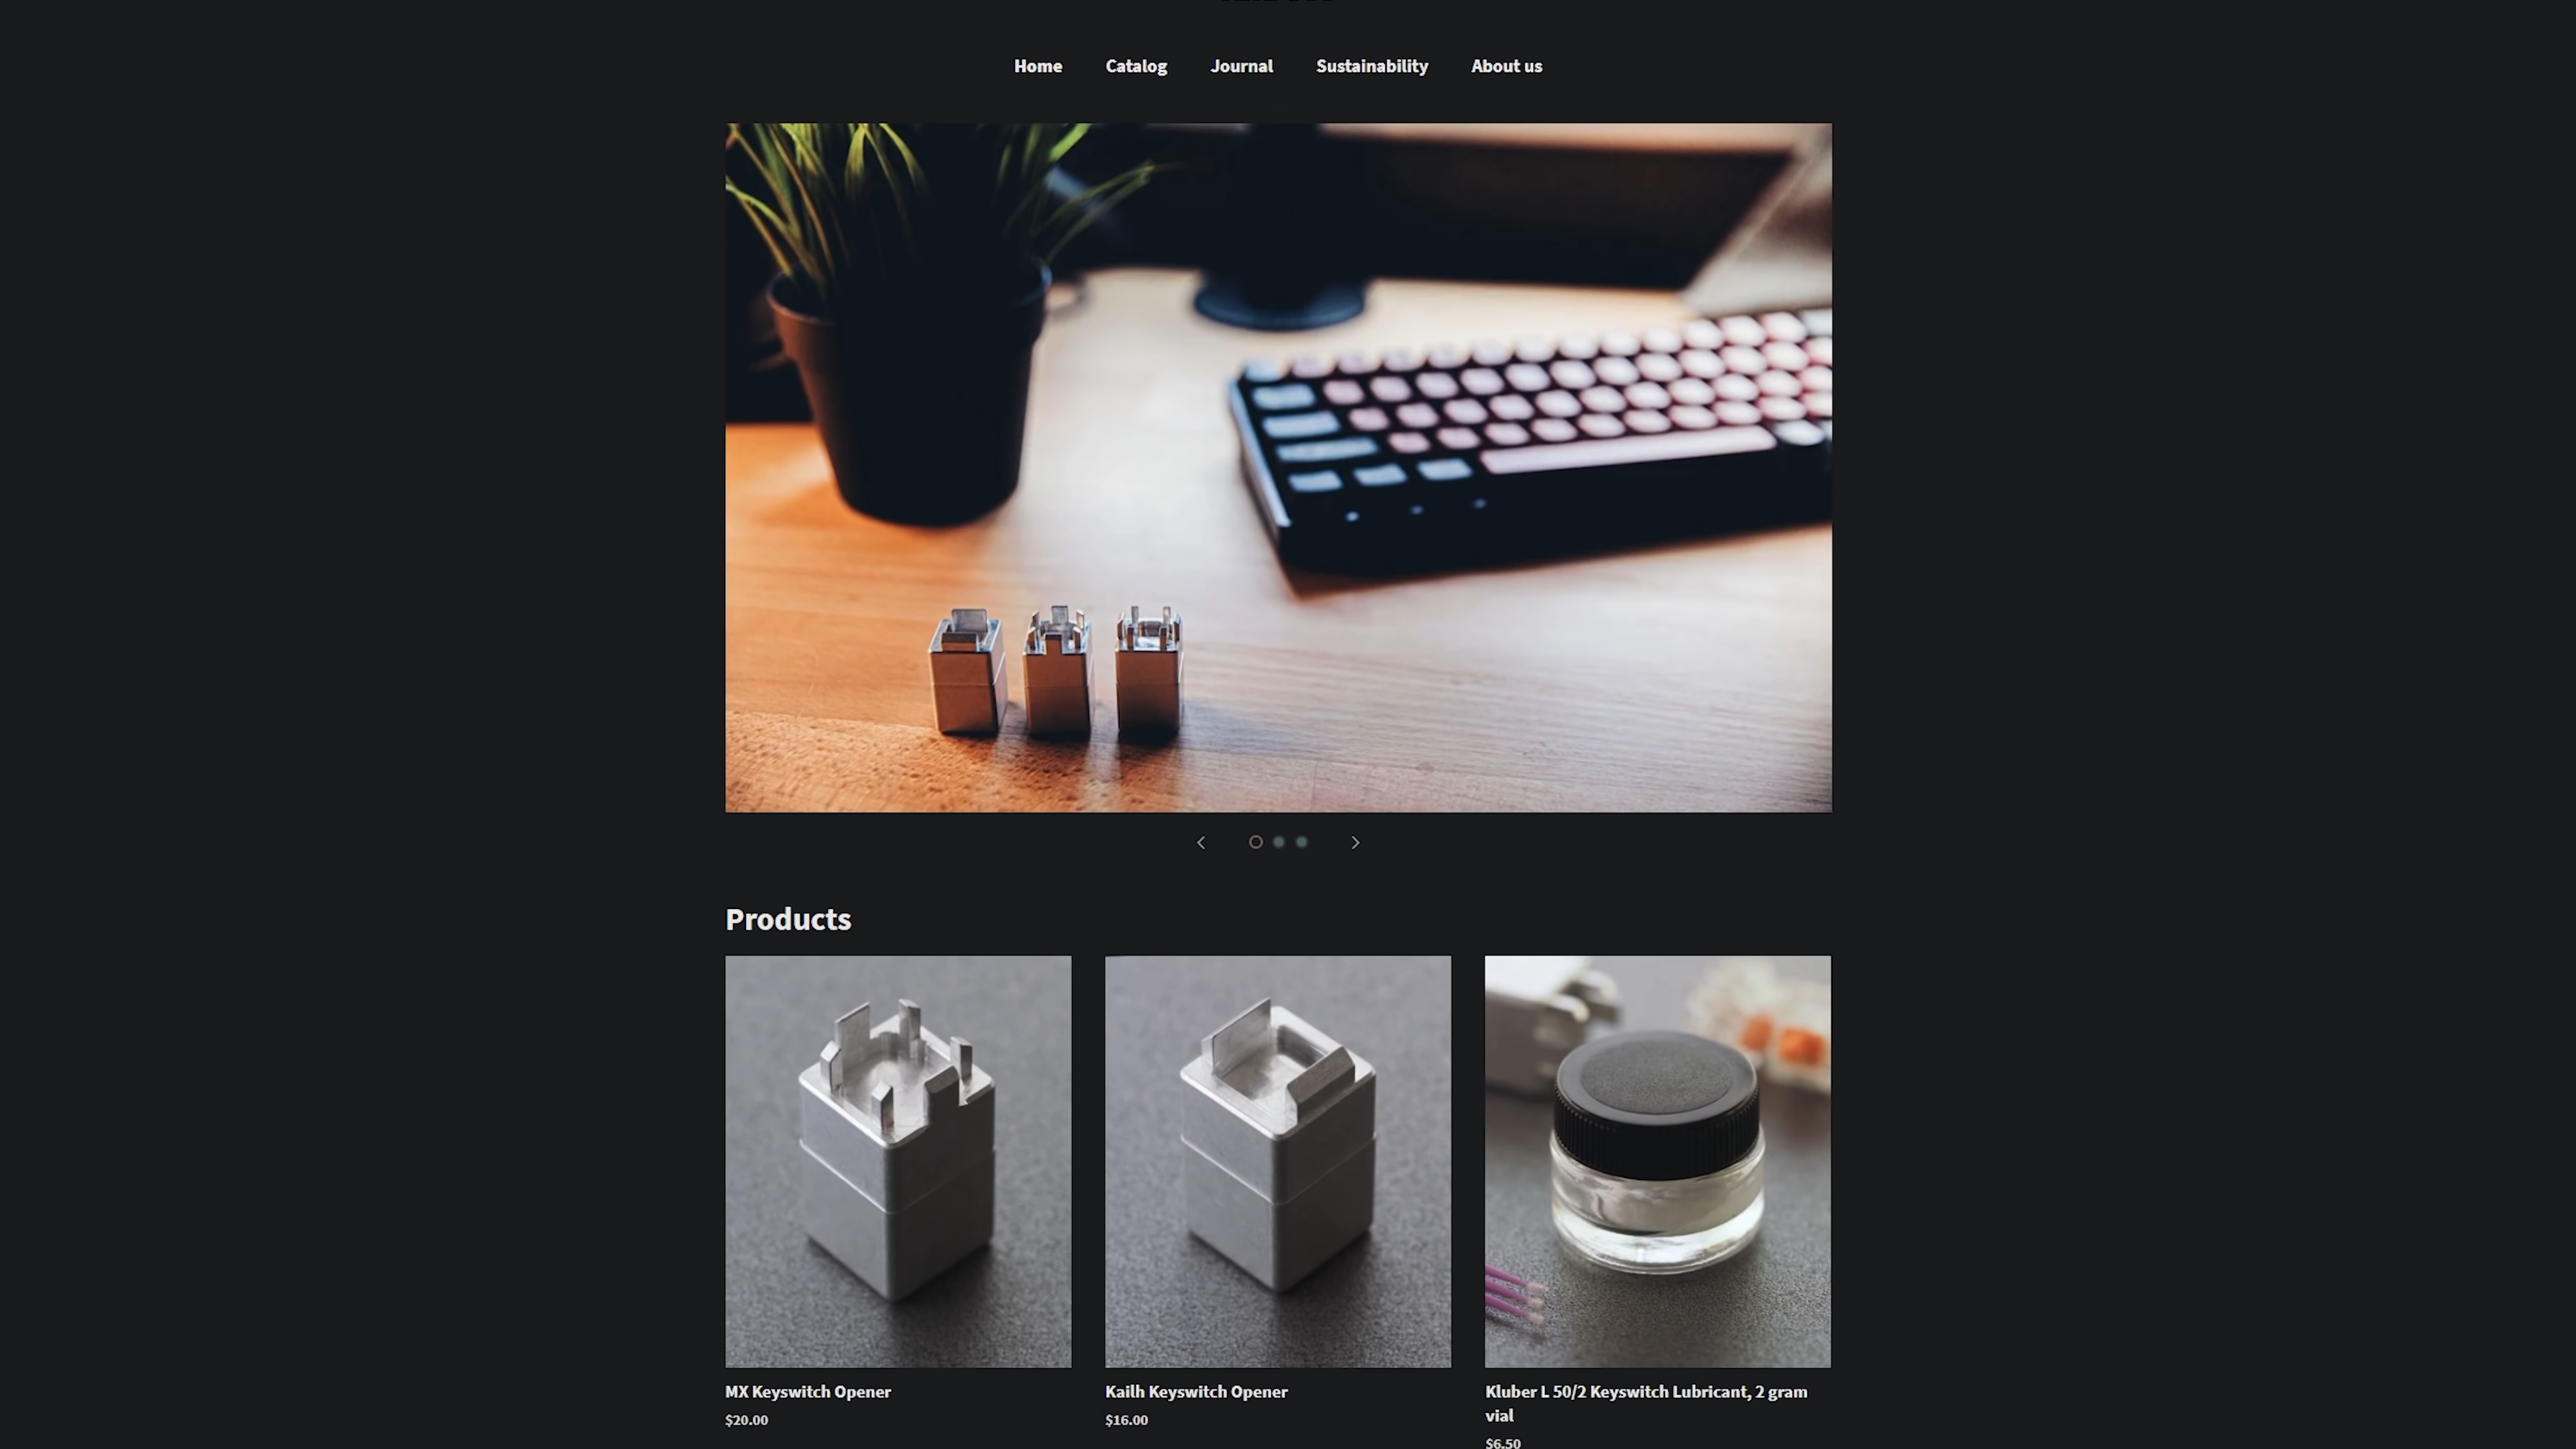 Home Catalog Journal Sustainability About us
Products
MX Keyswitch Opener
$20.00
Kailh Keyswitch Opener
$16.00
Kluber L 50/2 Keyswitch Lubricant, 2 gram
vial
$6.50